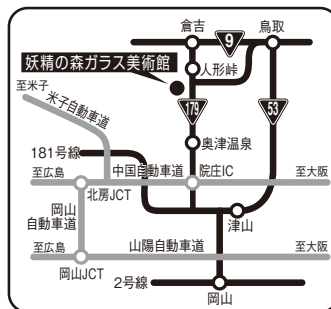 倉吉
9
鳥取
妖精の森ガラス美術館
人形峠
至米子
米子自動車道
179
53
奥津温泉
181号線
中国自動車道
院庄IC
至広島
至大阪
北房JCT
岡山
自動車道
津山
至広島
山陽自動車道
至大阪
岡山JCT
2号線
岡山